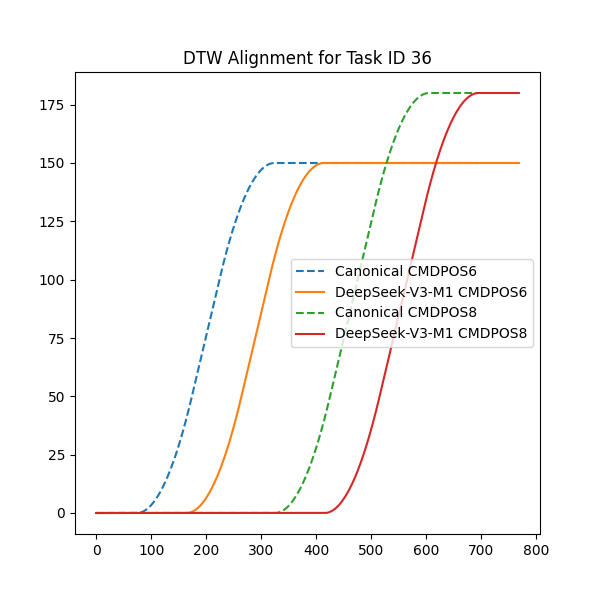 DTW Alignment for Task ID 36
175
150
125
100
75
50
25
0
Canonical CMDPOS6
DeepSeek-V3-M1 CMDPOS6
Canonical CMDPOS8
DeepSeek-V3-M1 CMDPOS8
0 100 200 300 400 500 600 700 800